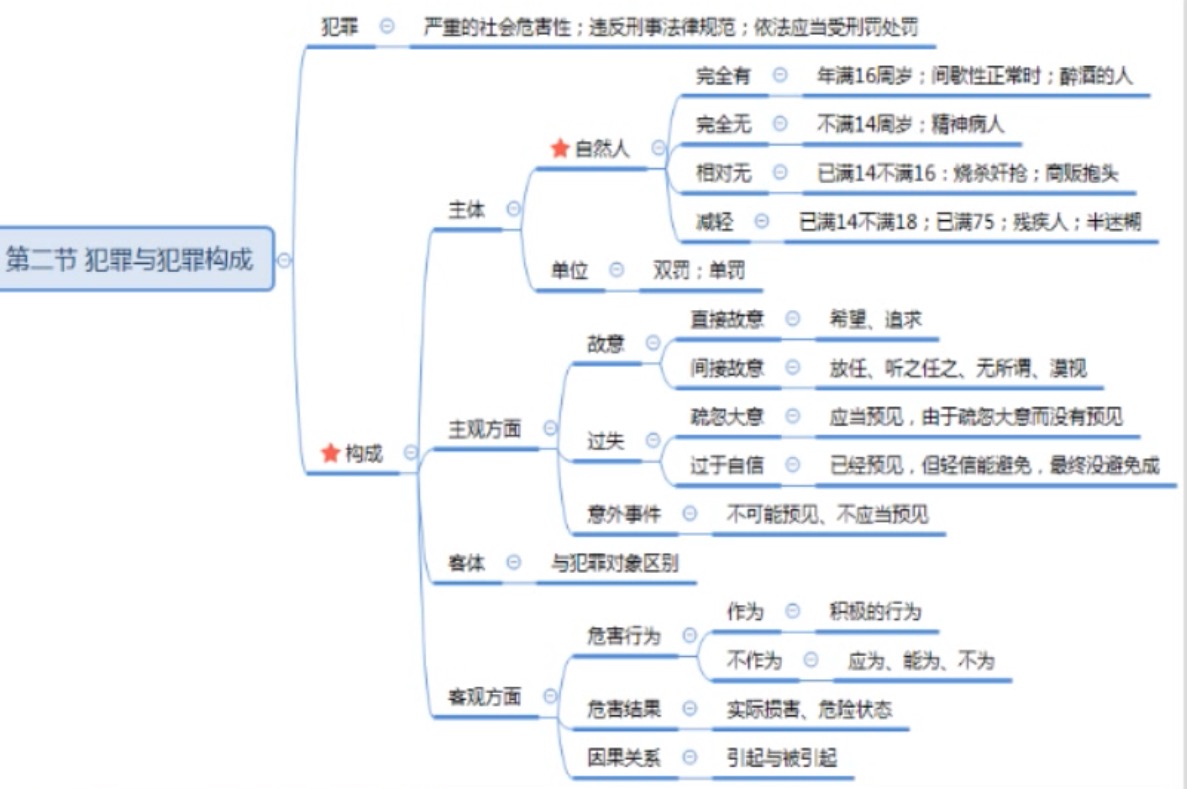 犯罪 严重的社会危害性；违反刑事法律规范；依法应当受刑罚处罚
完全有 年满16周岁；间歇性正常时；醉酒的人
完全无 不满14周岁；精神病人
自然人
相对无 已满14不满16：烧杀奸抢；商贩抱头
主体
减轻 已满14不满18；已满75；残疾人；半迷糊
第二节 犯罪与犯罪构成
单位 双罚；单罚
直接故意 希望、追求
故意
间接故意 放任、听之任之、无所谓、漠视
疏忽大意 应当预见，由于疏忽大意而没有预见
主观方面
过失
构成
过于自信 已经预见，但轻信能避免，最终没避免成
意外事件 不可能预见、不应当预见
客体 与犯罪对象区别
作为 积极的行为
危害行为
不作为 应为、能为、不为
客观方面
危害结果 实际损害、危险状态
因果关系 引起与被引起